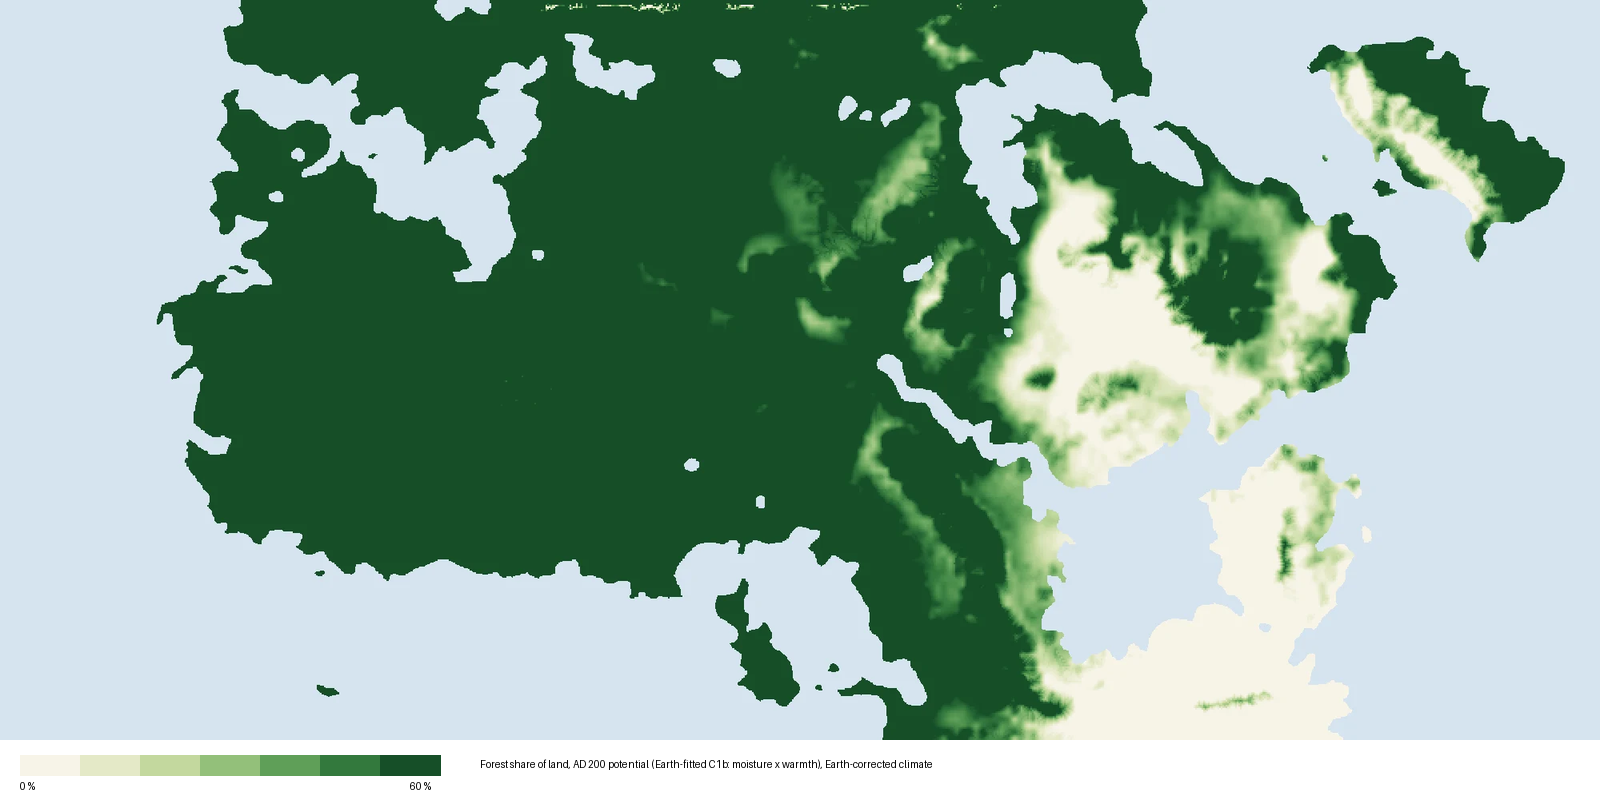 Forest share of land, AD 200 potential (Earth-fitted C1b: moisture x warmth), Earth-corrected climate
0 %
60 %